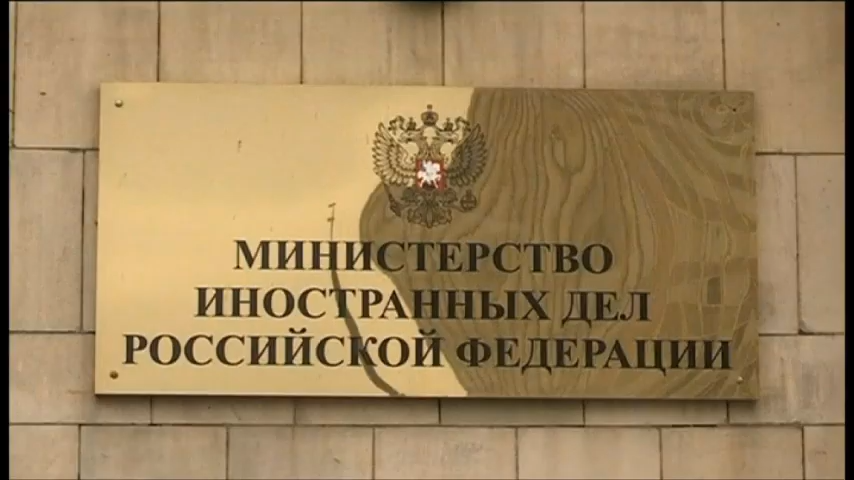 МИНИСТЕРСТВО
ИНОСТРАННЫХ ДЕЛ
РОССИЙСКОЙ ФЕДЕРАЦИИ